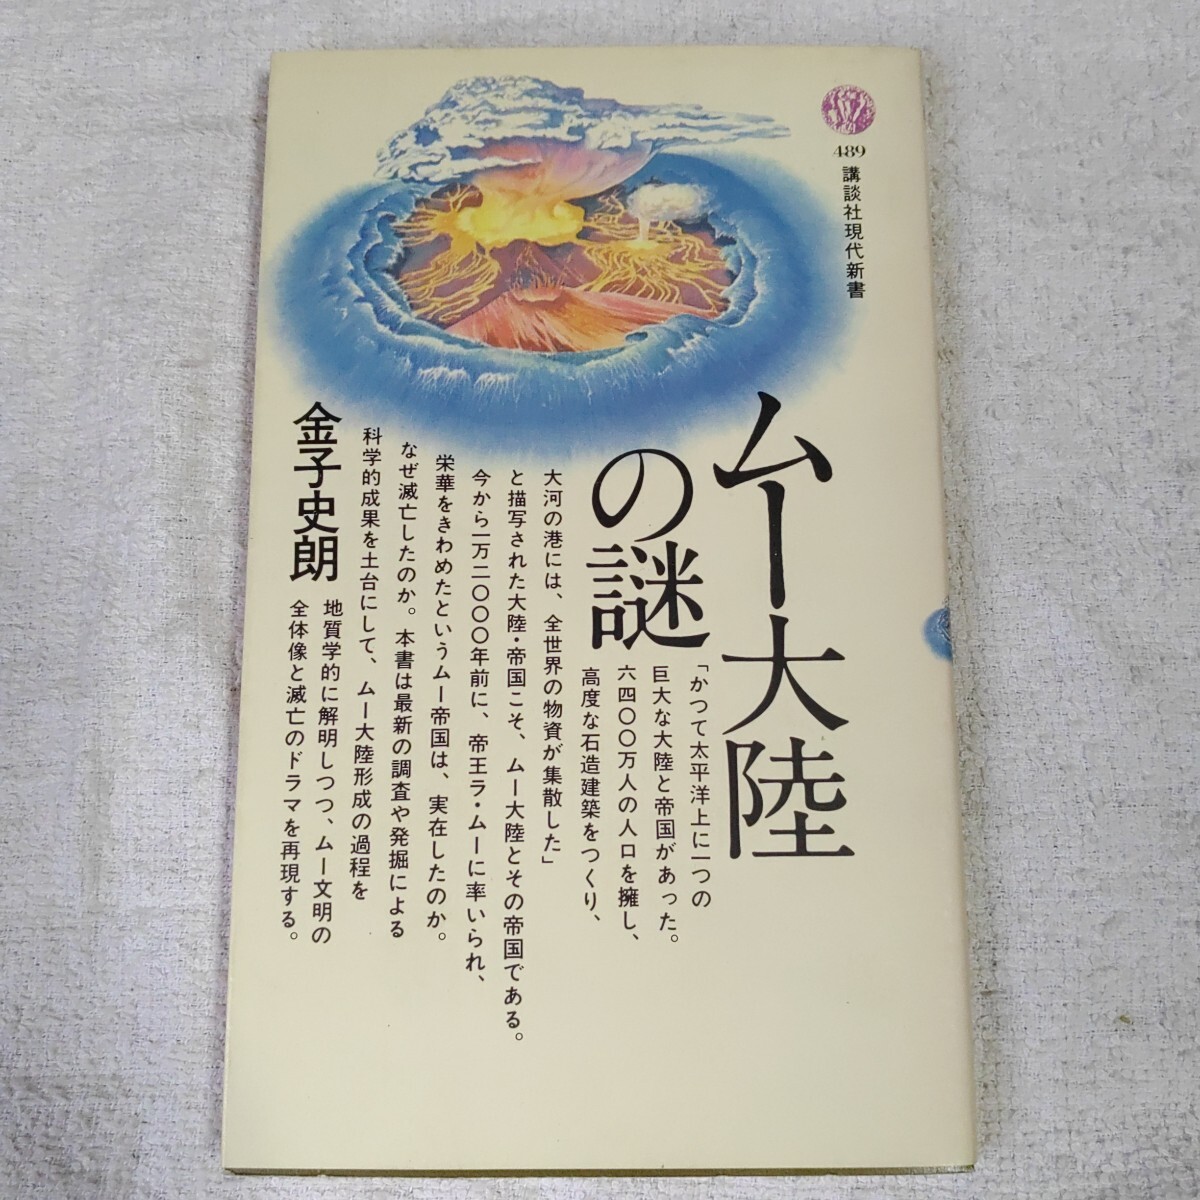 489
講談社現代新書
ムー大陸
の謎
「かつて太平洋上に一つの
巨大な大陸と帝国があった。
六四〇〇万人の人口を擁し、
高度な石造建築をつくり、
大河の港には、全世界の物資が集散した」
と描写された大陸・帝国こそ、ムー大陸とその帝国である。
今から一万二〇〇〇年前に、帝王ラ・ムーに率いられ、
栄華をきわめたというムー帝国は、実在したのか。
なぜ滅亡したのか。本書は最新の調査や発掘による
科学的成果を土台にして、ムー大陸形成の過程を
地質学的に解明しつつ、ムー文明の
全体像と滅亡のドラマを再現する。
金子史朗